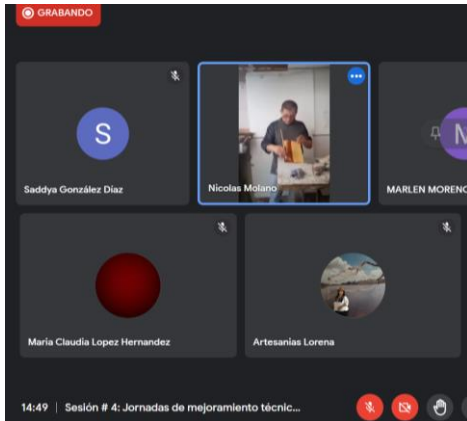 GRABANDO
S
Saddya González Díaz
Nicolas Molano
MARLEN MORENO
Maria Claudia Lopez Hernandez
Artesanias Lorena
14:49 | Sesión # 4: Jornadas de mejoramiento técnic...